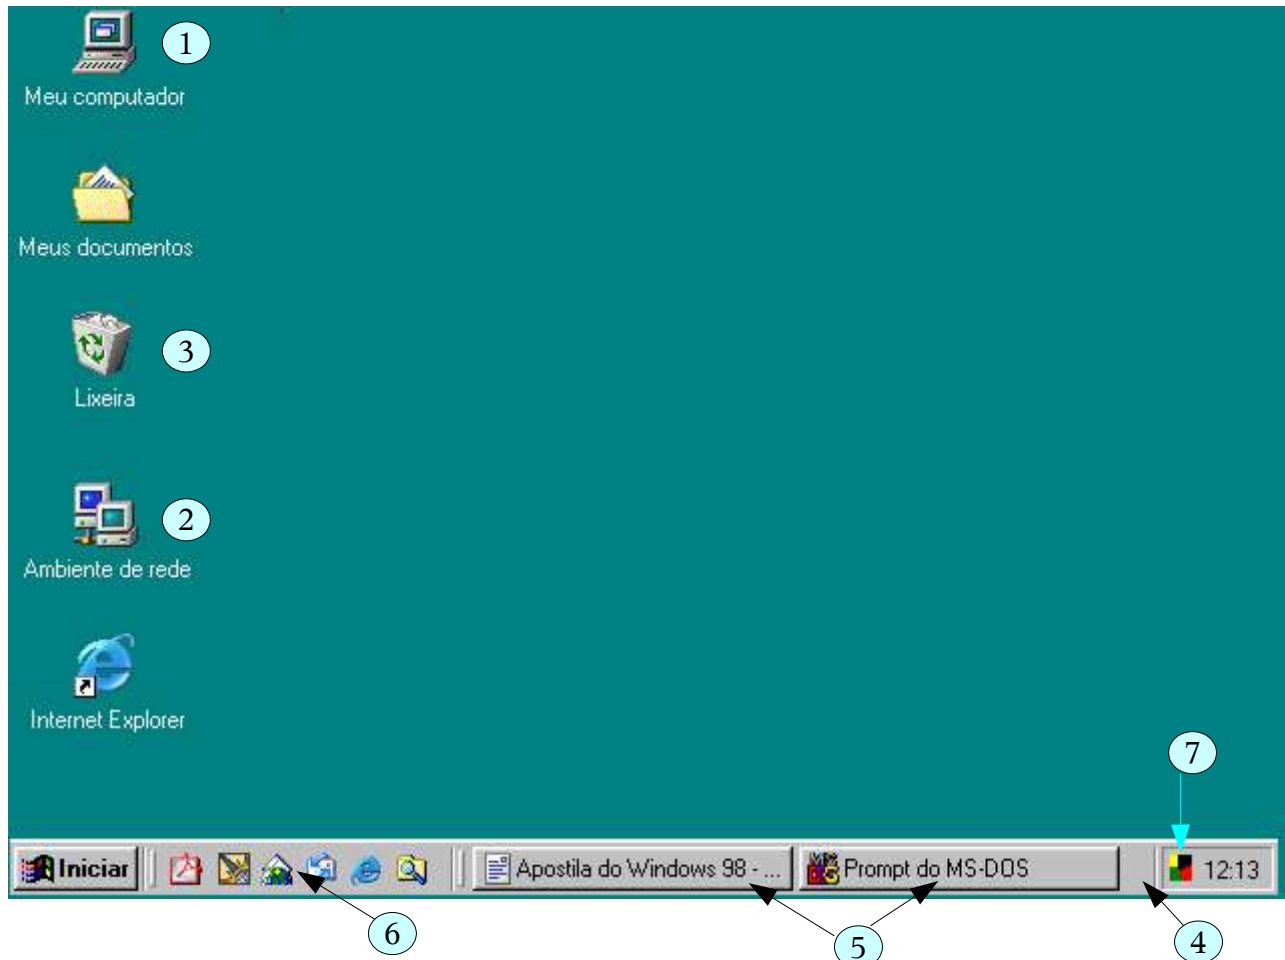 1
Meu computador
Meus documentos
3
Lixeira
2
Ambiente de rede
Internet Explorer
7
Iniciar
Apostila do Windows 98 - ...
Prompt do MS-DOS
12:13
6
5
4